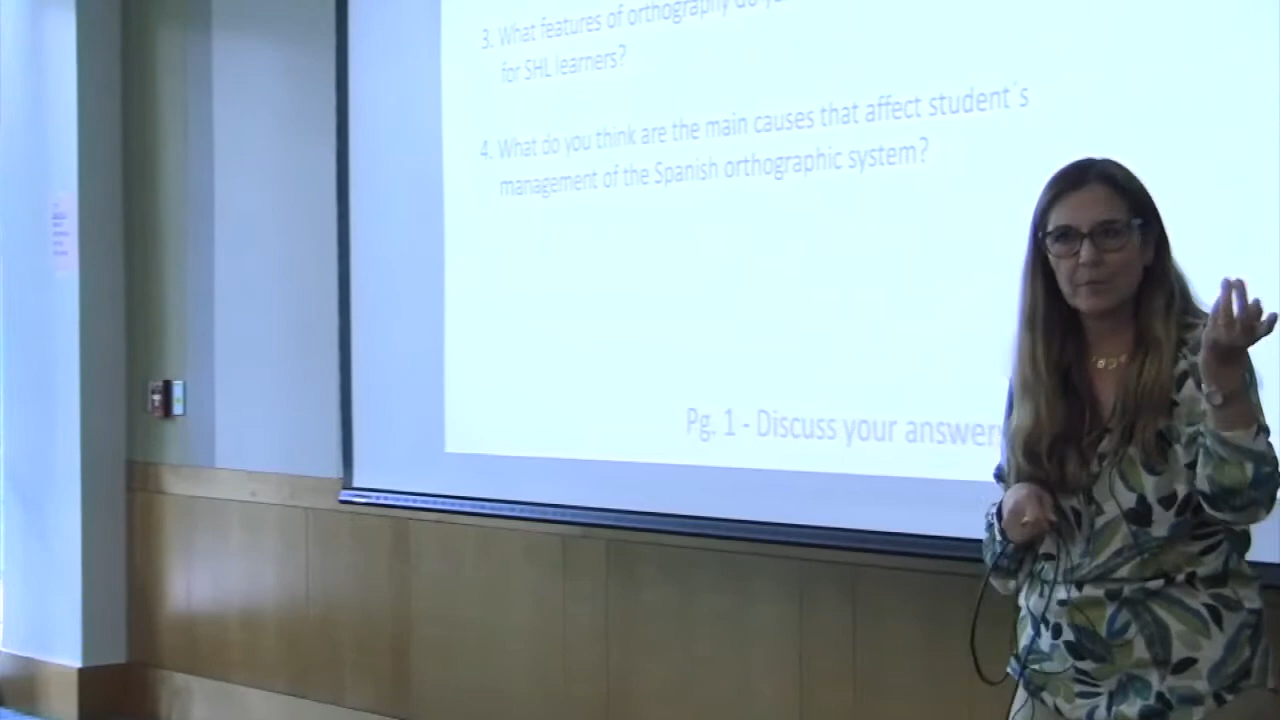 3. What features of orthography do
for SHL learners?
4. What do you think are the main causes that affect student´s
management of the Spanish orthographic system?
Pg. 1 - Discuss your answer